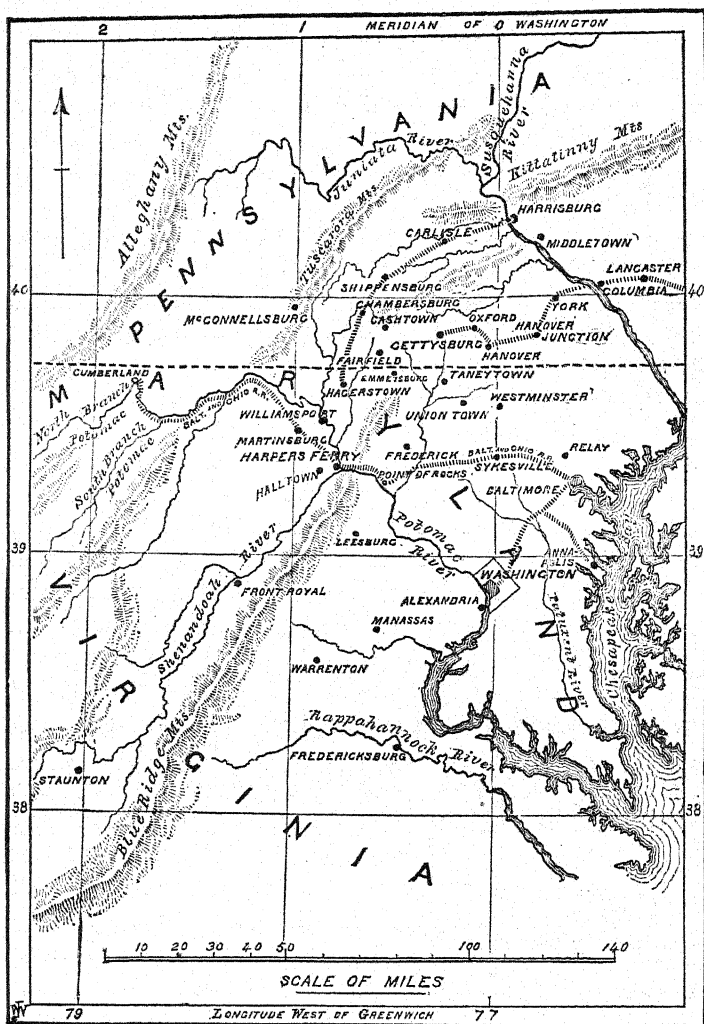 2 1 MERIDIAN OF 0 WASHINGTON
PENNSYLVANIA
Alleghany Mts.
Juniata River
Susquehanna River
Kittatinny Mts
Tuscarora Mts.
HARRISBURG
CARLISLE
MIDDLETOWN
SHIPPENSBURG
LANCASTER
40 40
COLUMBIA
CHAMBERSBURG
McCONNELLSBURG
CASHTOWN
OXFORD
YORK
GETTYSBURG
HANOVER JUNCTION
HANOVER
FAIRFIELD
MARYLAND
CUMBERLAND
EMMETSBURG
TANEYTOWN
HAGERSTOWN
North Branch Potomac
BALT. AND OHIO R.R.
UNION TOWN
WESTMINSTER
WILLIAMSPORT
South Branch Potomac
MARTINSBURG
FREDERICK
BALT. AND OHIO R.R.
RELAY
HARPERS FERRY
SYKESVILLE
HALLTOWN
POINT OF ROCKS
BALTIMORE
Potomac River
LEESBURG
39 39
ANNAPOLIS
Shenandoah River
WASHINGTON
FRONT ROYAL
ALEXANDRIA
MANASSAS
Patuxent River
Chesapeake
VIRGINIA
WARRENTON
Blue Ridge Mts.
Rappahannock River
FREDERICKSBURG
STAUNTON
38 38
10 20 30 40 50 100 140
SCALE OF MILES
79 LONGITUDE WEST OF GREENWICH 77